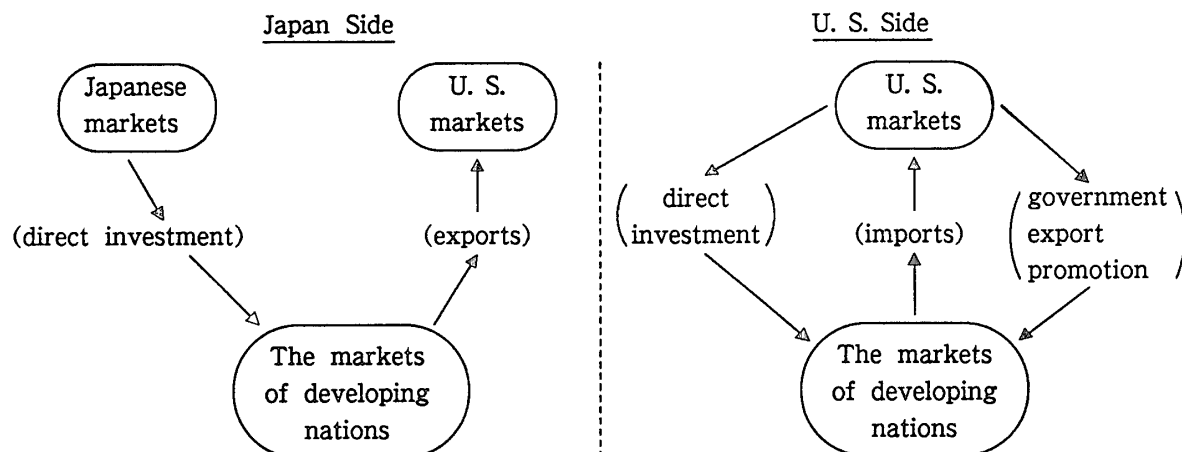 Japan Side
Japanese
markets
U. S.
markets
(direct investment)
(exports)
The markets
of developing
nations
U. S. Side
U. S.
markets
(direct
investment)
(imports)
(government
export
promotion)
The markets
of developing
nations